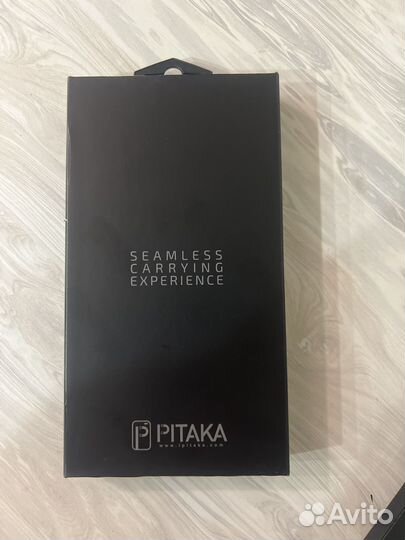 SEAMLESS
CARRYING
EXPERIENCE
PITAKA
www.ipitaka.com
Avito